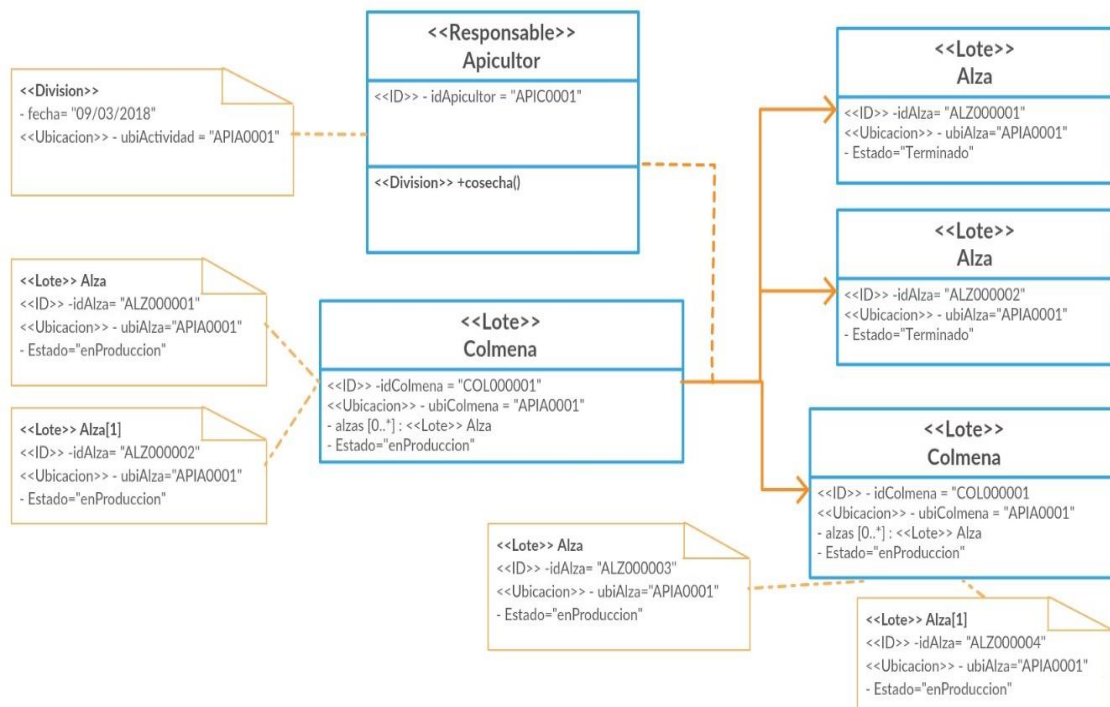 <<Division>>
- fecha= "09/03/2018"
<<Ubicacion>> - ubiActividad = "APIA0001"
<<Responsable>>
Apicultor
<<ID>> - idApicultor = "APIC0001"
<<Division>> +cosecha()
<<Lote>>
Alza
<<ID>> -idAlza= "ALZ000001"
<<Ubicacion>> - ubiAlza="APIA0001"
- Estado="Terminado"
<<Lote>>
Alza
<<ID>> -idAlza= "ALZ000002"
<<Ubicacion>> - ubiAlza="APIA0001"
- Estado="Terminado"
<<Lote>> Alza
<<ID>> -idAlza= "ALZ000001"
<<Ubicacion>> - ubiAlza="APIA0001"
- Estado="enProduccion"
<<Lote>> Alza[1]
<<ID>> -idAlza= "ALZ000002"
<<Ubicacion>> - ubiAlza="APIA0001"
- Estado="enProduccion"
<<Lote>>
Colmena
<<ID>> -idColmena = "COL000001"
<<Ubicacion>> - ubiColmena = "APIA0001"
- alzas [0..*] : <<Lote>> Alza
- Estado="enProduccion"
<<Lote>>
Colmena
<<ID>> - idColmena = "COL000001
<<Ubicacion>> - ubiColmena = "APIA0001"
- alzas [0..*] : <<Lote>> Alza
- Estado="enProduccion"
<<Lote>> Alza
<<ID>> -idAlza= "ALZ000003"
<<Ubicacion>> - ubiAlza="APIA0001"
- Estado="enProduccion"
<<Lote>> Alza[1]
<<ID>> -idAlza= "ALZ000004"
<<Ubicacion>> - ubiAlza="APIA0001"
- Estado="enProduccion"